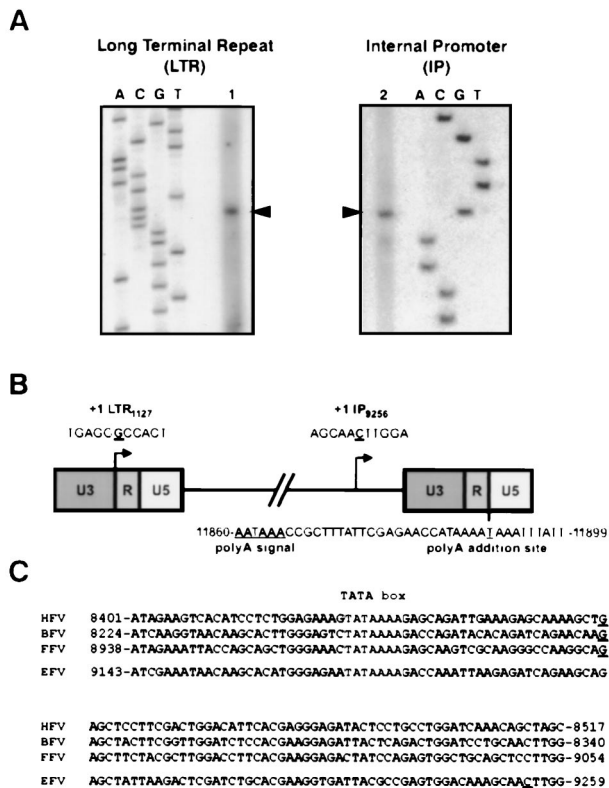 A
Long Terminal Repeat
(LTR)
Internal Promoter
(IP)
A C G T 1
2 A C G T
B
+1 LTR1127
+1 IP9256
TGAGCGCCACT
AGCAACTTGGA
U3 R U5
U3 R U5
11860-AATAAACCGCTTTATTCGAGAACCATAAAATAAATTTATT-11899
polyA signal polyA addition site
C
TATA box
HFV 8401-ATAGAAGTCACATCCTCTGGAGAAAGTATAAAAGAGCAGATTGAAAGAGCAAAAGCTG
BFV 8224-ATCAAGGTAACAAGCACTTGGGAGTCTATAAAAGACCAGATACACAGATCAGAACAAG
FFV 8938-ATAGAAATTACCAGCAGCTGGGAAACTATAAAAGAGCAAGTCGCAAGGGCCAAGGCAG
EFV 9143-ATCGAAATAACAAGCACATGGGAGAATATAAAAGACCAAATTAAGAGATCAGAAGCAG
HFV AGCTCCTTCGACTGGACATTCACGAGGGAGATACTCCTGCCTGGATCAAACAGCTAGC-8517
BFV AGCTACTTCGGTTGGATCTCCACGAAGGAGATTACTCAGACTGGATCCTGCAACTTGG-8340
FFV AGCTTCTACGCTTGGACCTTCACGAAGGAGACTATCCAGAGTGGCTGCAGCTCCTTGG-9054
EFV AGCTATTAAGACTCGATCTGCACGAAGGTGATTACGCCGAGTGGACAAAGCAACTTGG-9259